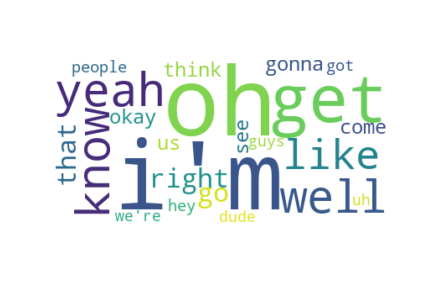 people think gonna got
yeah oh get
okay come
know that us see guys like
i'm right well
go
hey uh
we're dude